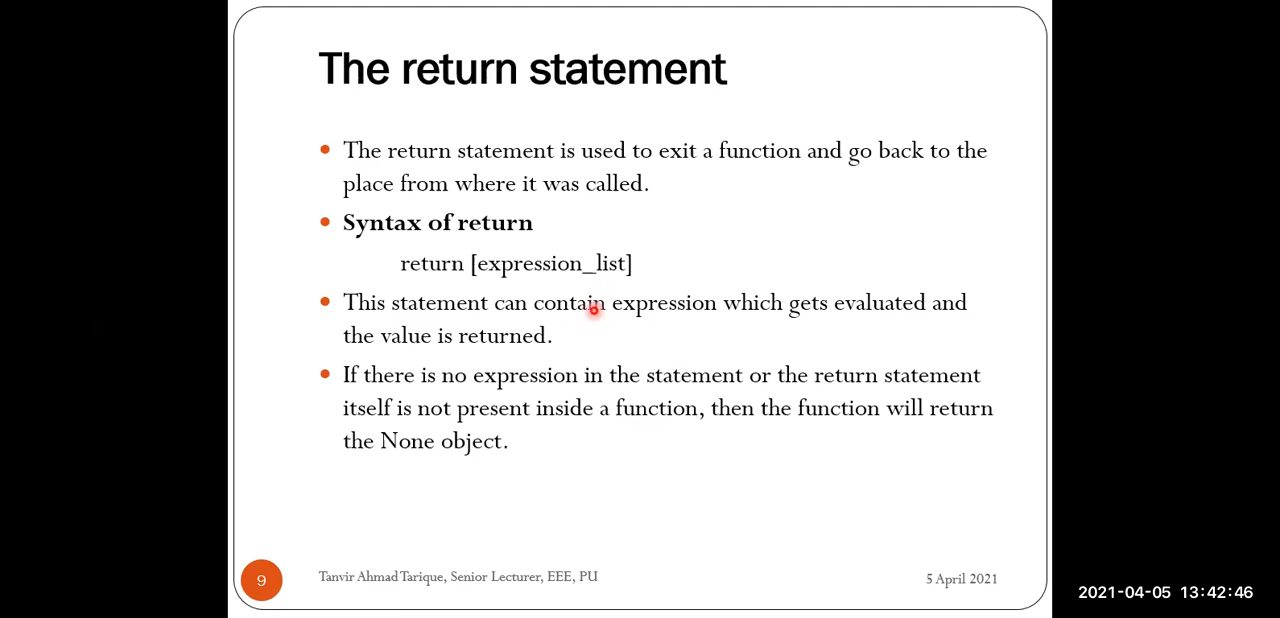 The return statement
The return statement is used to exit a function and go back to the
place from where it was called.
Syntax of return
return [expression_list]
This statement can contain expression which gets evaluated and
the value is returned.
If there is no expression in the statement or the return statement
itself is not present inside a function, then the function will return
the None object.
9
Tanvir Ahmad Tarique, Senior Lecturer, EEE, PU
5 April 2021
2021-04-05 13:42:46